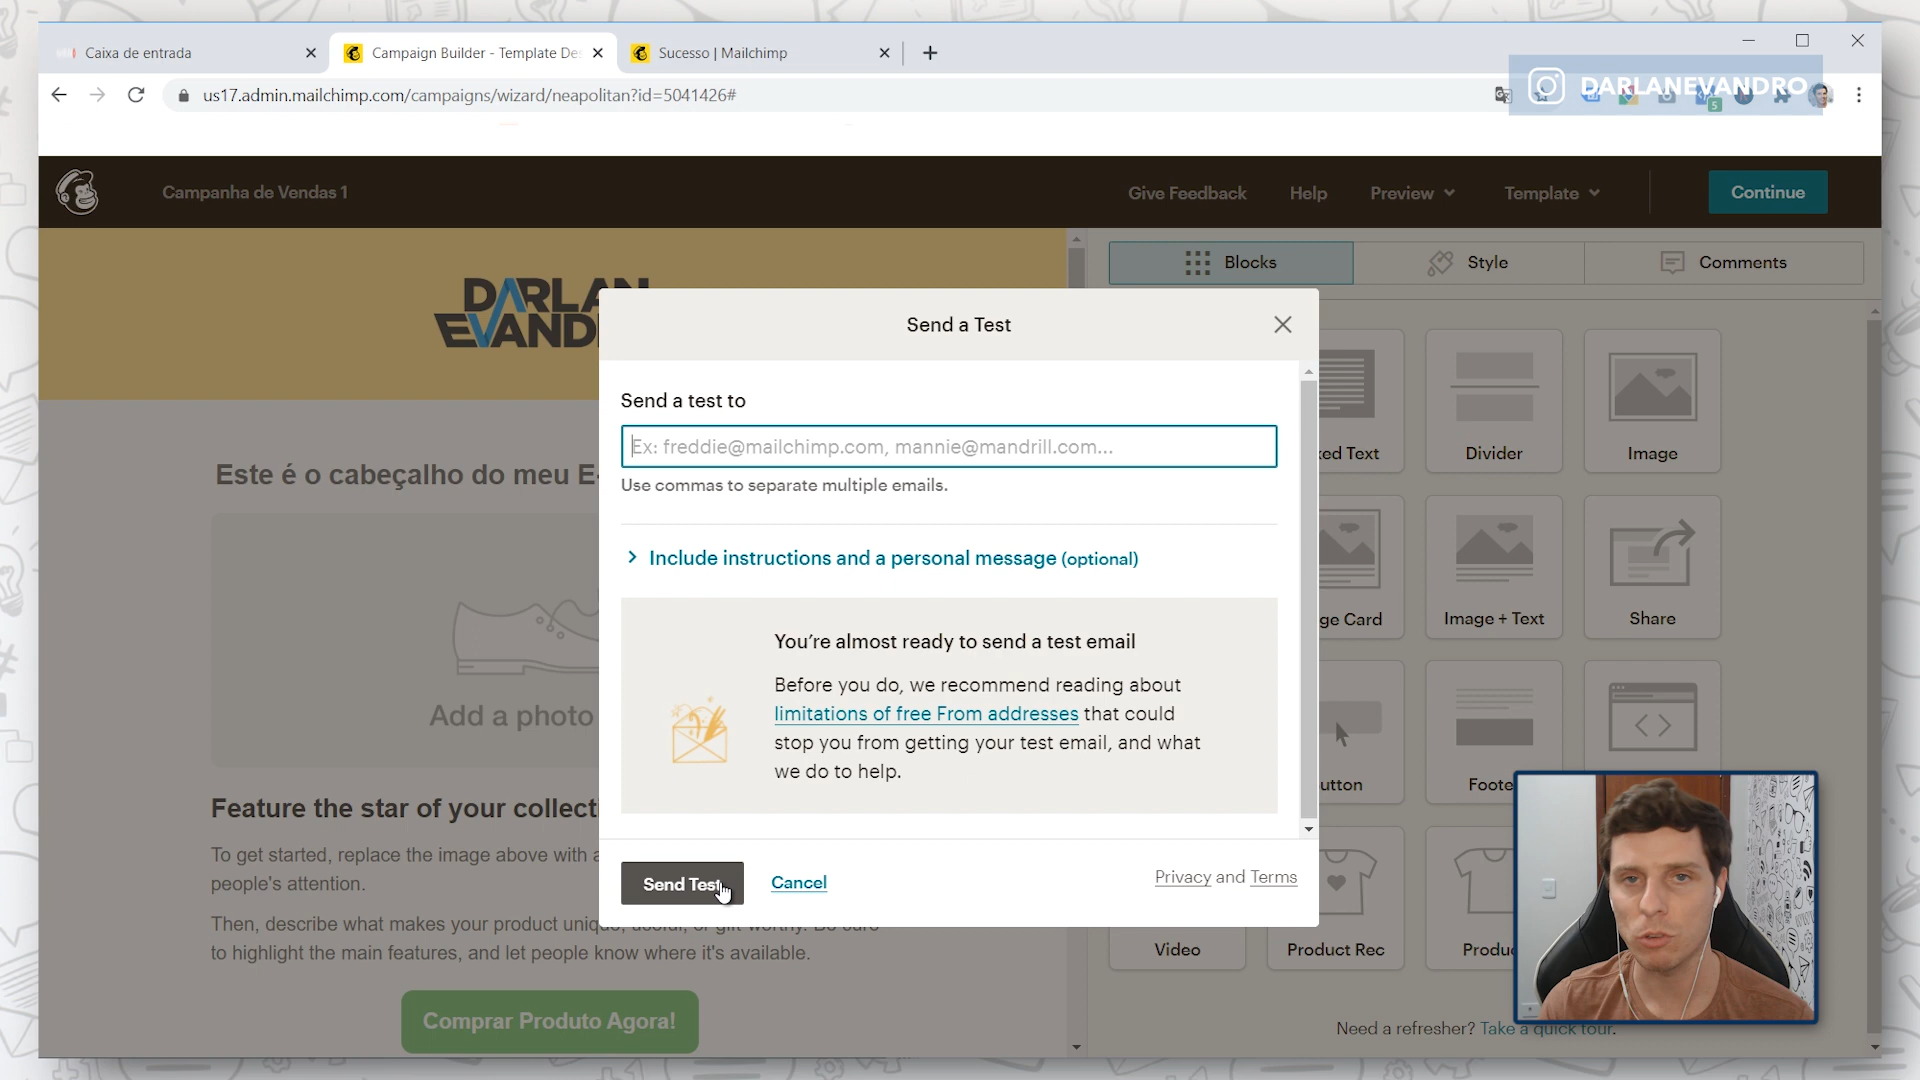 Caixa de entrada
Campaign Builder - Template De
Sucesso | Mailchimp
us17.admin.mailchimp.com/campaigns/wizard/neapolitan?id=5041426#
DARLANEVANDRO
5
Campanha de Vendas 1
Give Feedback
Help
Preview
Template
Continue
Blocks
Style
Comments
DARLAN
EVAND
Send a Test
Send a test to
Ex: freddie@mailchimp.com, mannie@mandrill.com...
Use commas to separate multiple emails.
Include instructions and a personal message (optional)
You're almost ready to send a test email
Before you do, we recommend reading about
limitations of free From addresses that could
stop you from getting your test email, and what
we do to help.
Send Test
Cancel
Privacy and Terms
Este é o cabeçalho do meu E-
Add a photo
Feature the star of your collecti
To get started, replace the image above with a
people's attention.
Then, describe what makes your product uniq
to highlight the main features, and let people know where it's available.
Comprar Produto Agora!
ed Text
Divider
Image
ge Card
Image + Text
Share
utton
Foote
Video
Product Rec
Produc
Need a refresher? Take a quick tour.